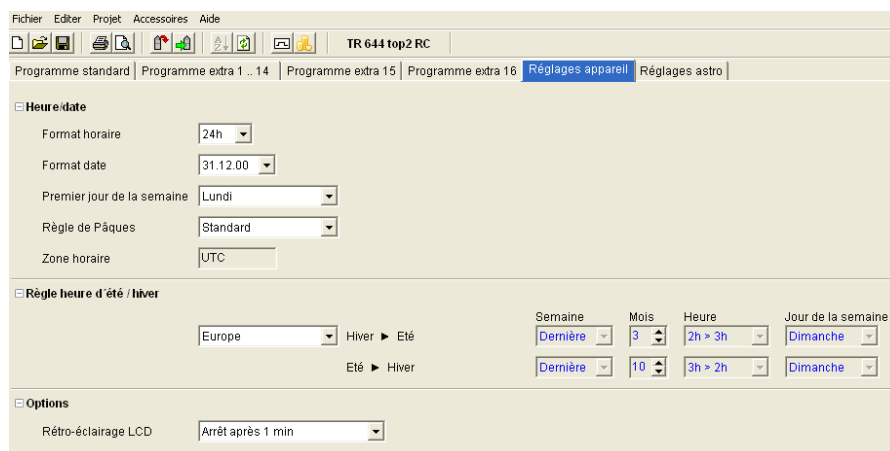 Fichier Editer Projet Accessoires Aide
TR 644 top2 RC
Programme standard Programme extra 1 .. 14 Programme extra 15 Programme extra 16 Réglages appareil Réglages astro
Heure/date
Format horaire 24h
Format date 31.12.00
Premier jour de la semaine Lundi
Règle de Pâques Standard
Zone horaire UTC
Règle heure d´été / hiver
Semaine Mois Heure Jour de la semaine
Europe Hiver ► Eté Dernière 3 2h > 3h Dimanche
Eté ► Hiver Dernière 10 3h > 2h Dimanche
Options
Rétro-éclairage LCD Arrêt après 1 min